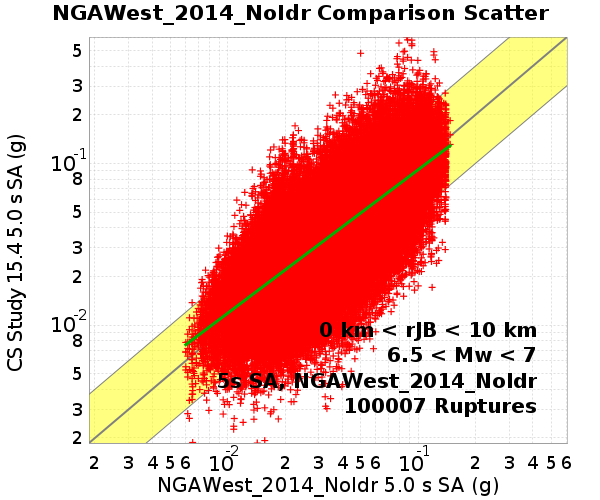 NGAWest_2014_NoIdr Comparison Scatter
CS Study 15.4 5.0 s SA (g)
5
3
2
10^-1
8
5
3
2
10^-2
8
5
3
2
0 km < rJB < 10 km
6.5 < Mw < 7
5s SA, NGAWest_2014_NoIdr
100007 Ruptures
2 3 4 5 6 10^-2 2 3 4 5 6 10^-1 2 3 4 5 6
NGAWest_2014_NoIdr 5.0 s SA (g)